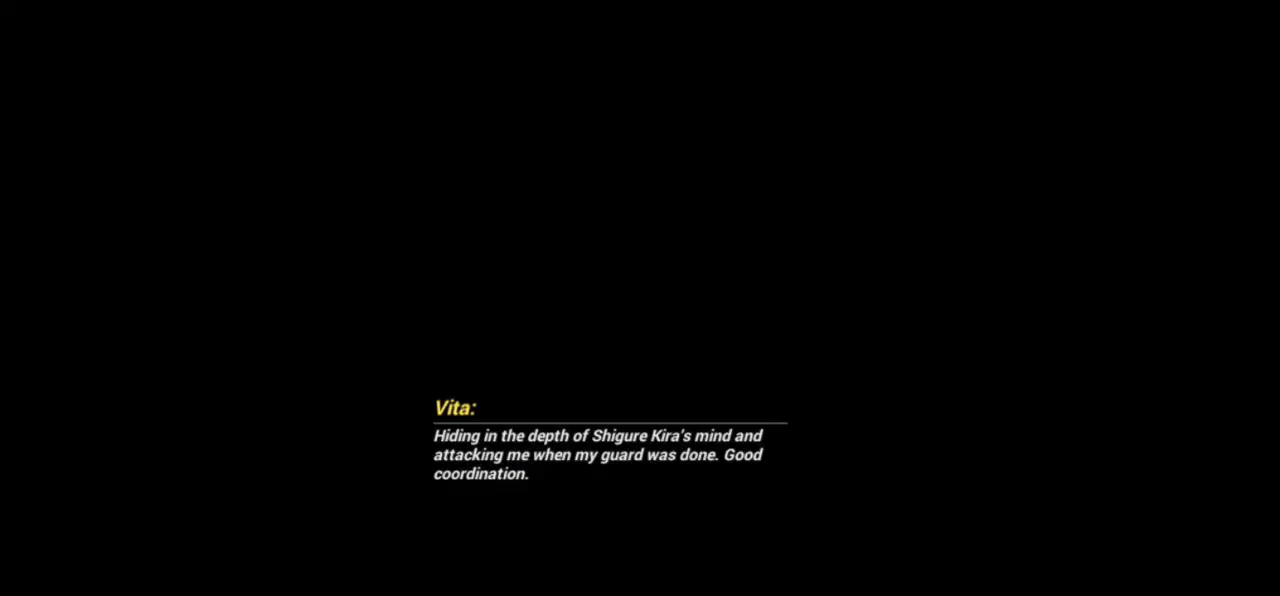 Vita:
Hiding in the depth of Shigure Kira's mind and
attacking me when my guard was done. Good
coordination.